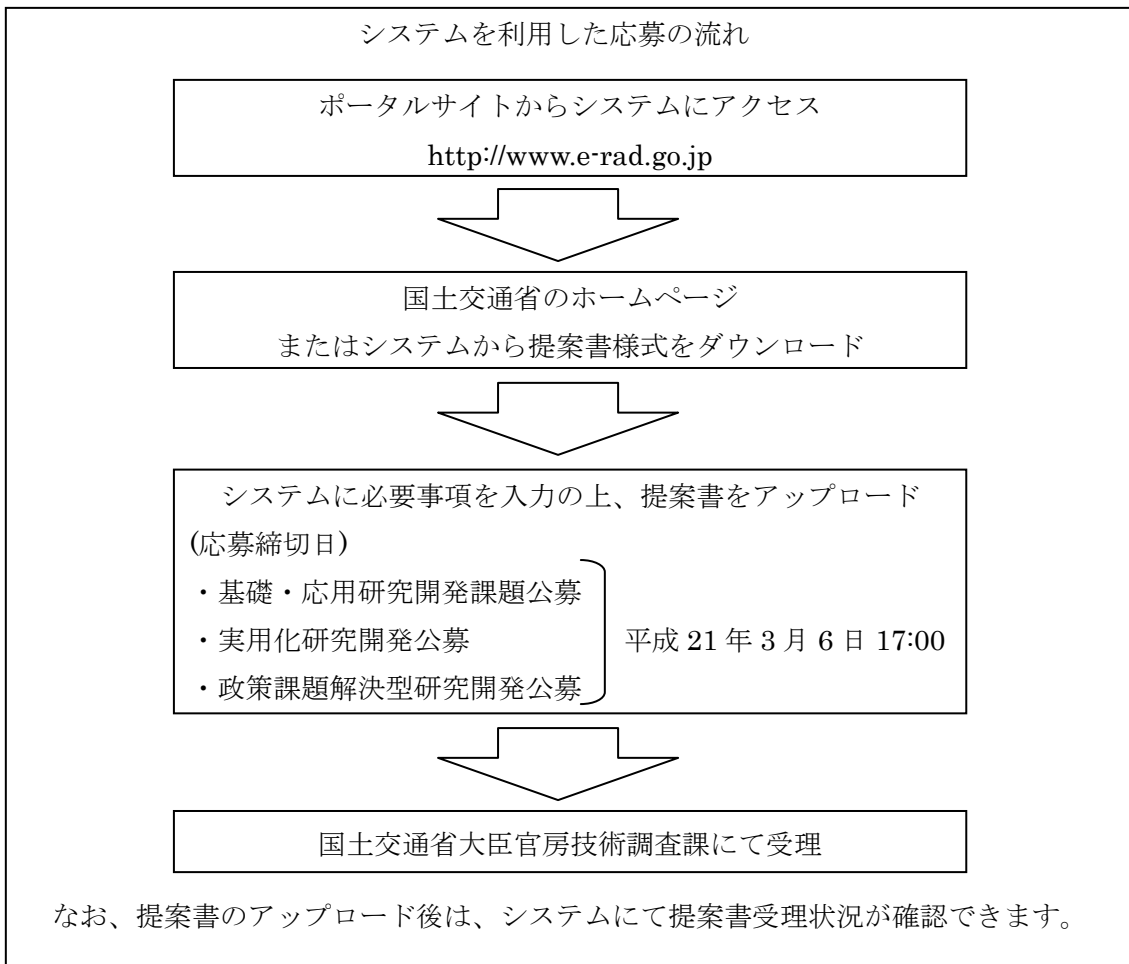 システムを利用した応募の流れ
ポータルサイトからシステムにアクセス
http://www.e-rad.go.jp
国土交通省のホームページ
またはシステムから提案書様式をダウンロード
システムに必要事項を入力の上、提案書をアップロード
(応募締切日)
・基礎・応用研究開発課題公募
・実用化研究開発公募
・政策課題解決型研究開発公募
平成 21 年 3 月 6 日 17:00
国土交通省大臣官房技術調査課にて受理
なお、提案書のアップロード後は、システムにて提案書受理状況が確認できます。